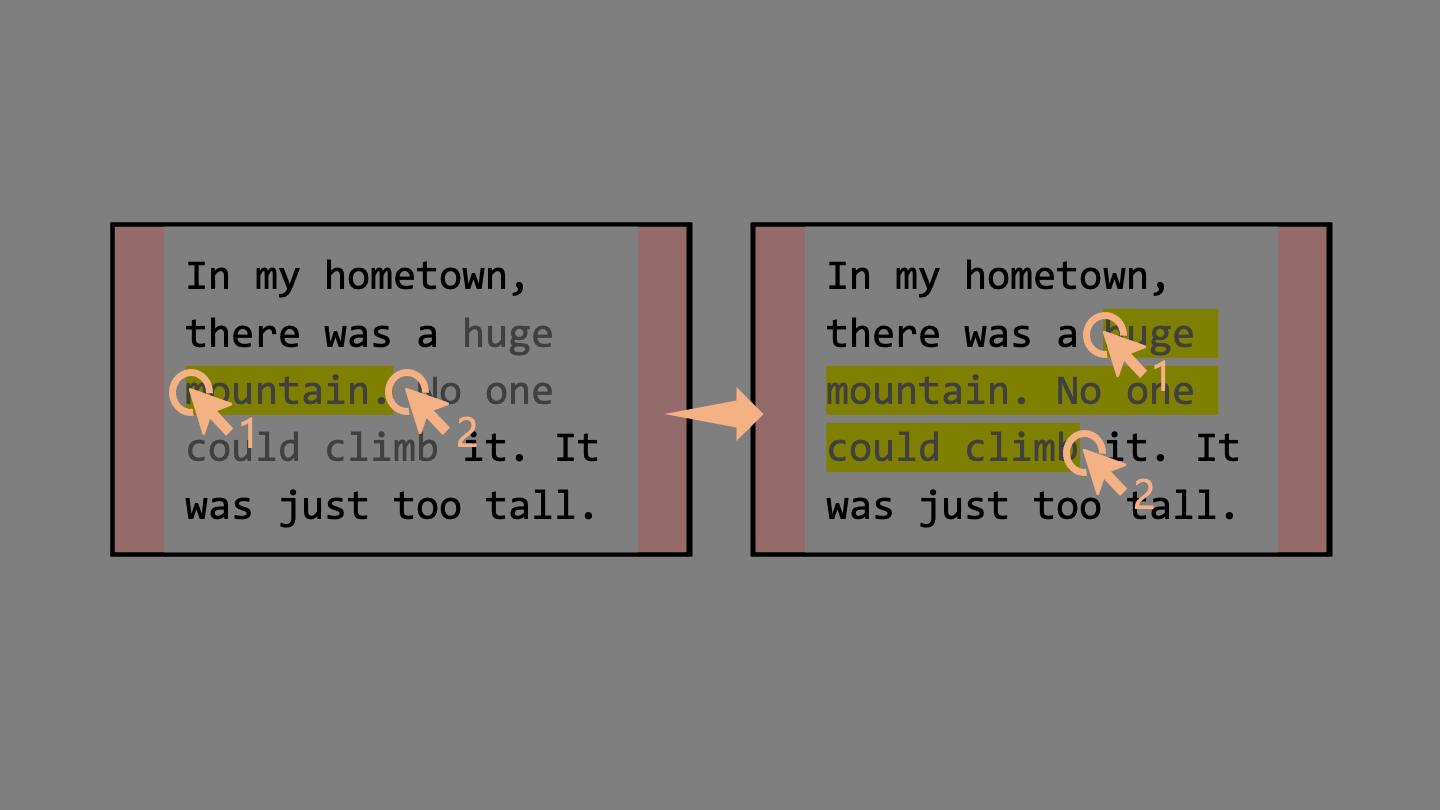 In my hometown,
there was a huge
mountain. No one
could climb it. It
was just too tall.
1
2
In my hometown,
there was a huge
mountain. No one
could climb it. It
was just too tall.
1
2